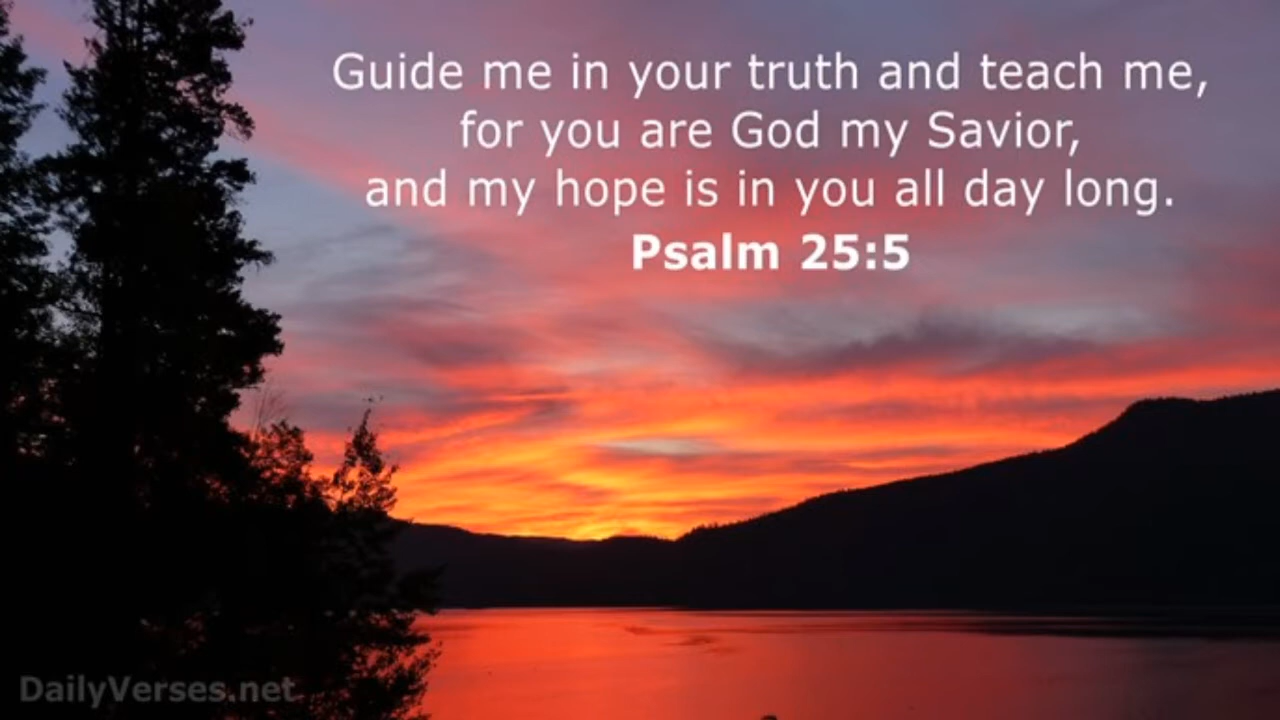 Guide me in your truth and teach me,
for you are God my Savior,
and my hope is in you all day long.
Psalm 25:5
DailyVerses.net